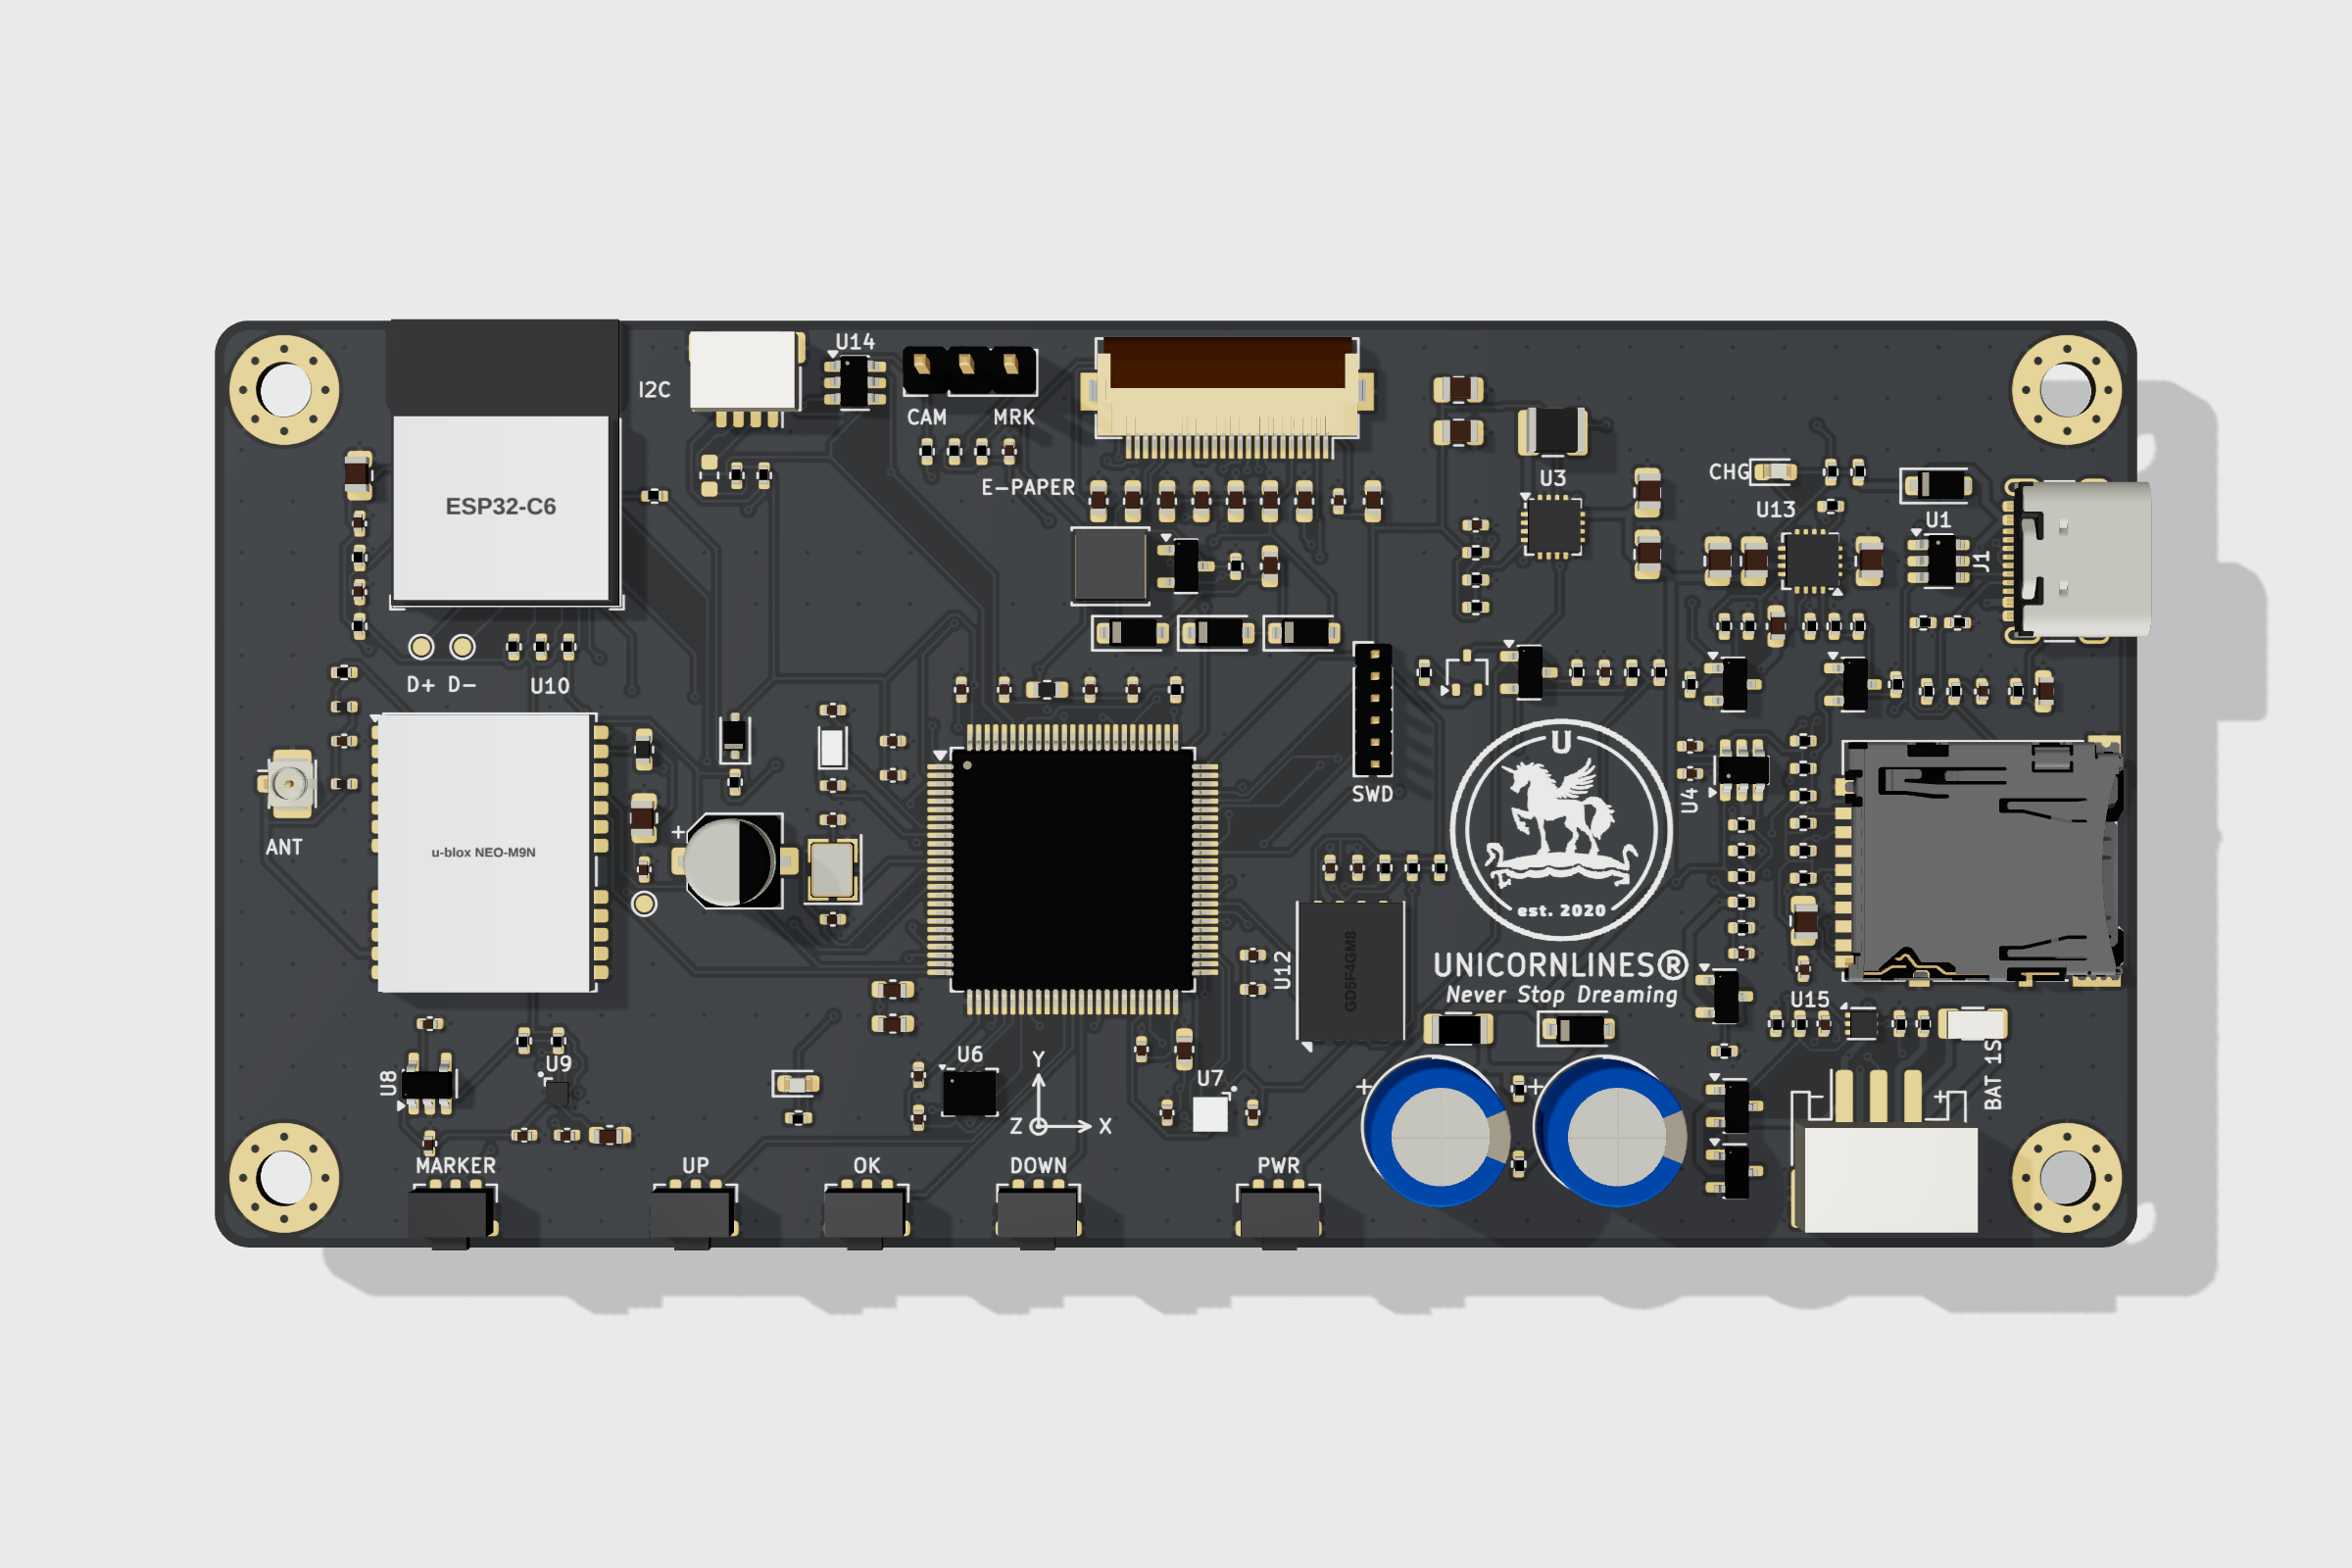 U14
I2C
CAM
MRK
E-PAPER
ESP32-C6
U3
CHG
U13
U1
J1
D+ D-
U10
U
SWD
U4
ANT
u-blox NEO-M9N
+
est. 2020
UNICORNLINES®
Never Stop Dreaming
U12
GD5F4GM8
U15
BAT 1S
U8
U9
U6
Y
Z
X
U7
+
+
- +
MARKER
UP
OK
DOWN
PWR